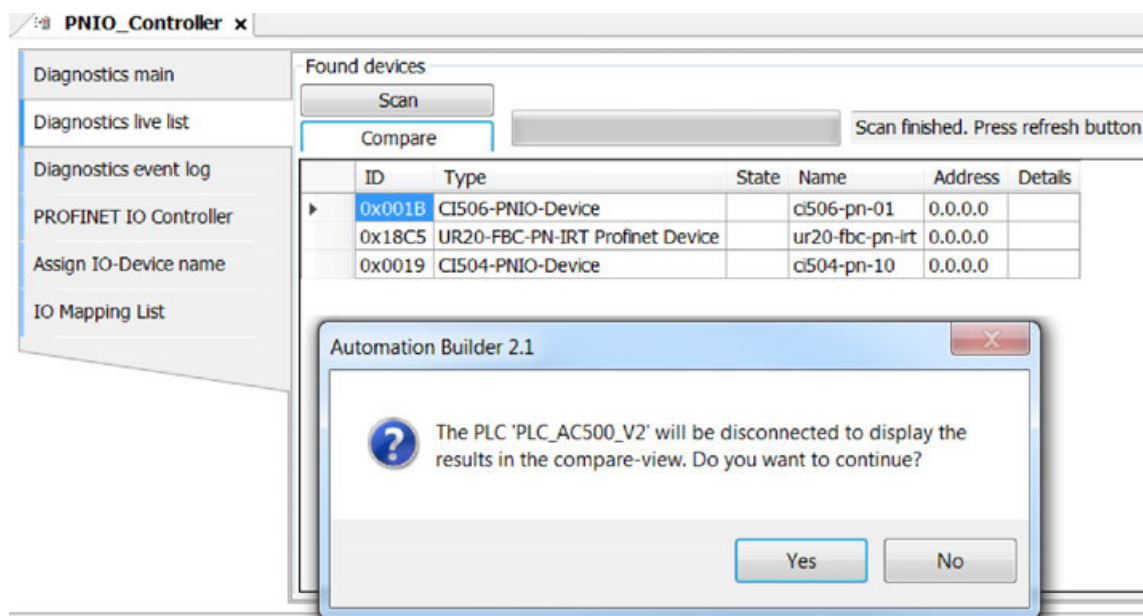 PNIO_Controller x
Diagnostics main
Diagnostics live list
Diagnostics event log
PROFINET IO Controller
Assign IO-Device name
IO Mapping List
Found devices
Scan
Compare
Scan finished. Press refresh button
ID Type State Name Address Details
0x001B CI506-PNIO-Device ci506-pn-01 0.0.0.0
0x18C5 UR20-FBC-PN-IRT Profinet Device ur20-fbc-pn-irt 0.0.0.0
0x0019 CI504-PNIO-Device ci504-pn-10 0.0.0.0
Automation Builder 2.1
The PLC 'PLC_AC500_V2' will be disconnected to display the
results in the compare-view. Do you want to continue?
Yes No